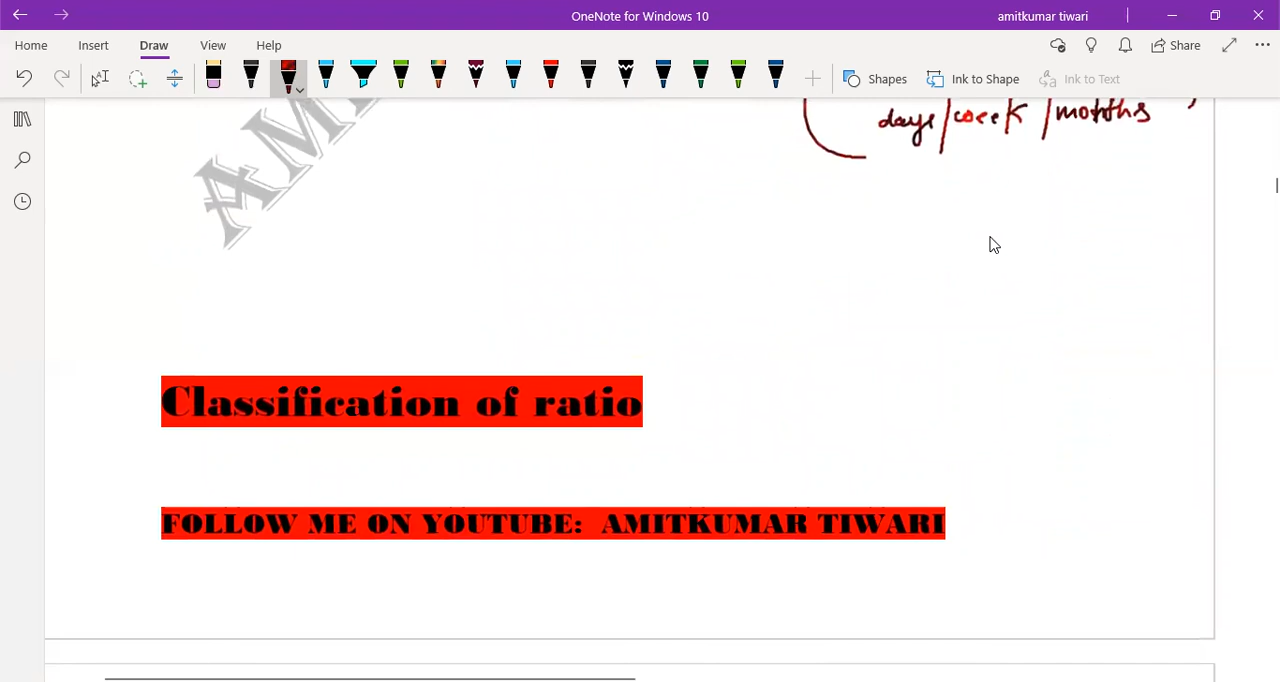 OneNote for Windows 10
amitkumar tiwari
Home Insert Draw View Help
Share
Shapes Ink to Shape Ink to Text
days/week/months
AM
Classification of ratio
FOLLOW ME ON YOUTUBE: AMITKUMAR TIWARI